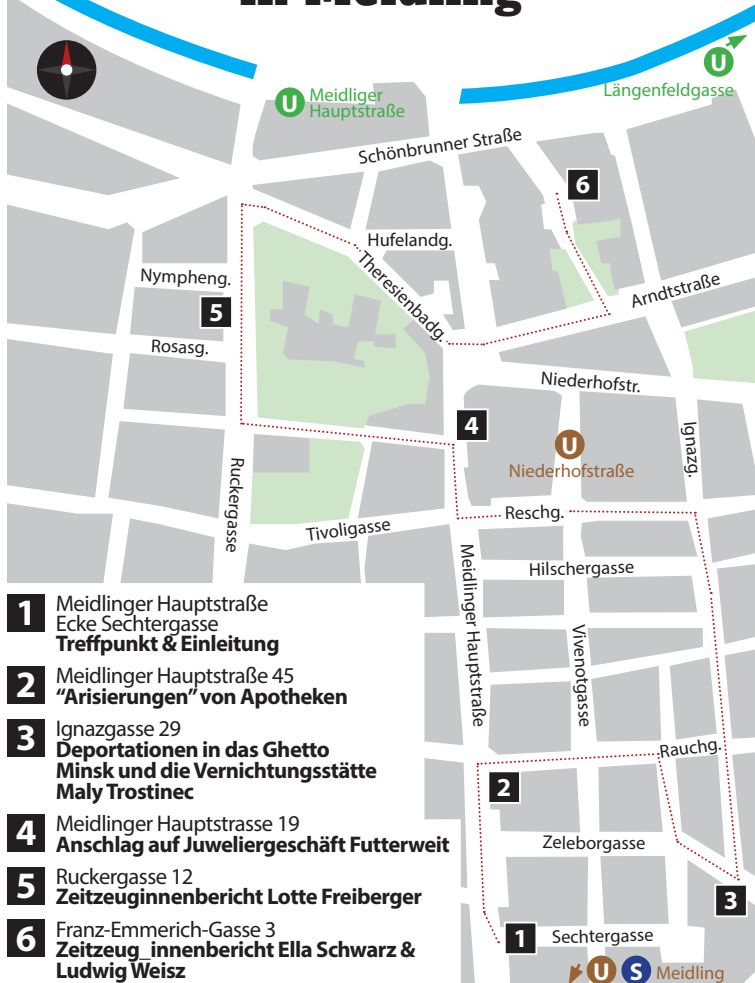 in Meidling
U Meidliger
Hauptstraße
U
Längenfeldgasse
Schönbrunner Straße
6
Hufelandg.
Theresienbadg.
Nympheng.
5
Rosasg.
Arndtstraße
Niederhofstr.
4
U
Niederhofstraße
Ignazg.
Ruckergasse
Reschg.
Tivoligasse
Hilschergasse
Meidlinger Hauptstraße
Vivenotgasse
Rauchg.
2
Zeleborgasse
3
1
Sechtergasse
U S Meidling
1 Meidlinger Hauptstraße
Ecke Sechtergasse
Treffpunkt & Einleitung
2 Meidlinger Hauptstraße 45
“Arisierungen” von Apotheken
3 Ignazgasse 29
Deportationen in das Ghetto
Minsk und die Vernichtungsstätte
Maly Trostinec
4 Meidlinger Hauptstrasse 19
Anschlag auf Juweliergeschäft Futterweit
5 Ruckergasse 12
Zeitzeuginnenbericht Lotte Freiberger
6 Franz-Emmerich-Gasse 3
Zeitzeug_innenbericht Ella Schwarz &
Ludwig Weisz